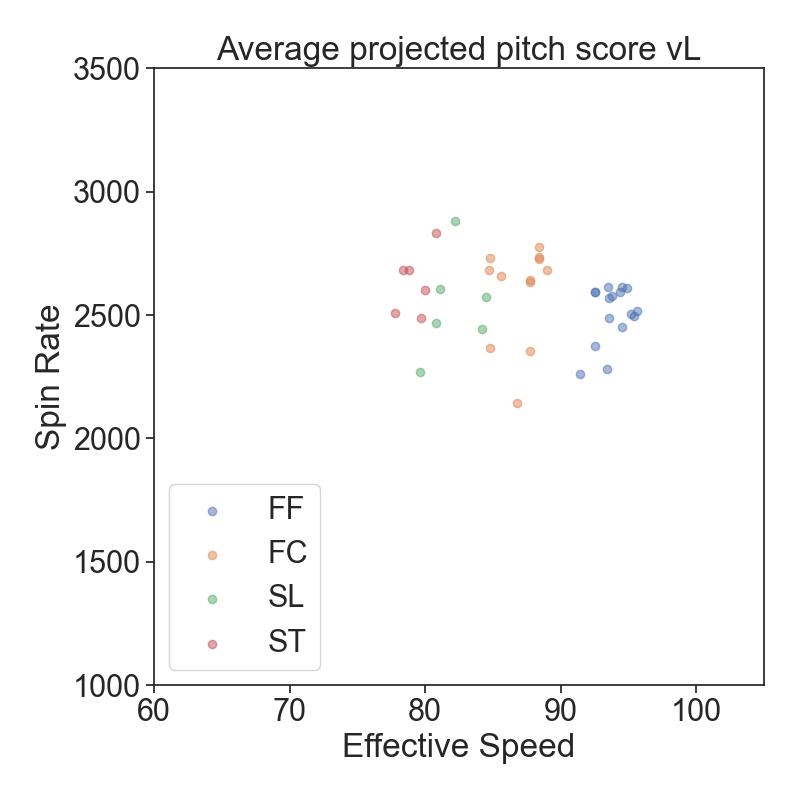 Average projected pitch score vL
3500
3000
2500
2000
1500
1000
Spin Rate
FF
FC
SL
ST
60 70 80 90 100
Effective Speed